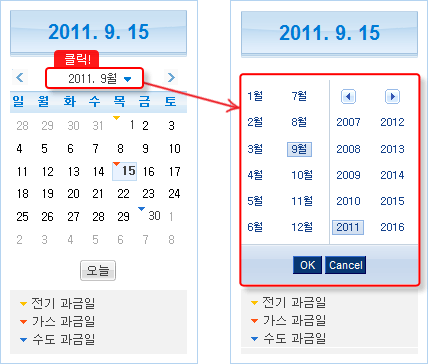 2011. 9. 15
클릭!
2011. 9월
일 월 화 수 목 금 토
28 29 30 31 1 2 3
4 5 6 7 8 9 10
11 12 13 14 15 16 17
18 19 20 21 22 23 24
25 26 27 28 29 30 1
2 3 4 5 6 7 8
오늘
전기 과금일
가스 과금일
수도 과금일
2011. 9. 15
1월 7월
2월 8월 2007 2012
3월 9월 2008 2013
4월 10월 2009 2014
5월 11월 2010 2015
6월 12월 2011 2016
OK Cancel
전기 과금일
가스 과금일
수도 과금일